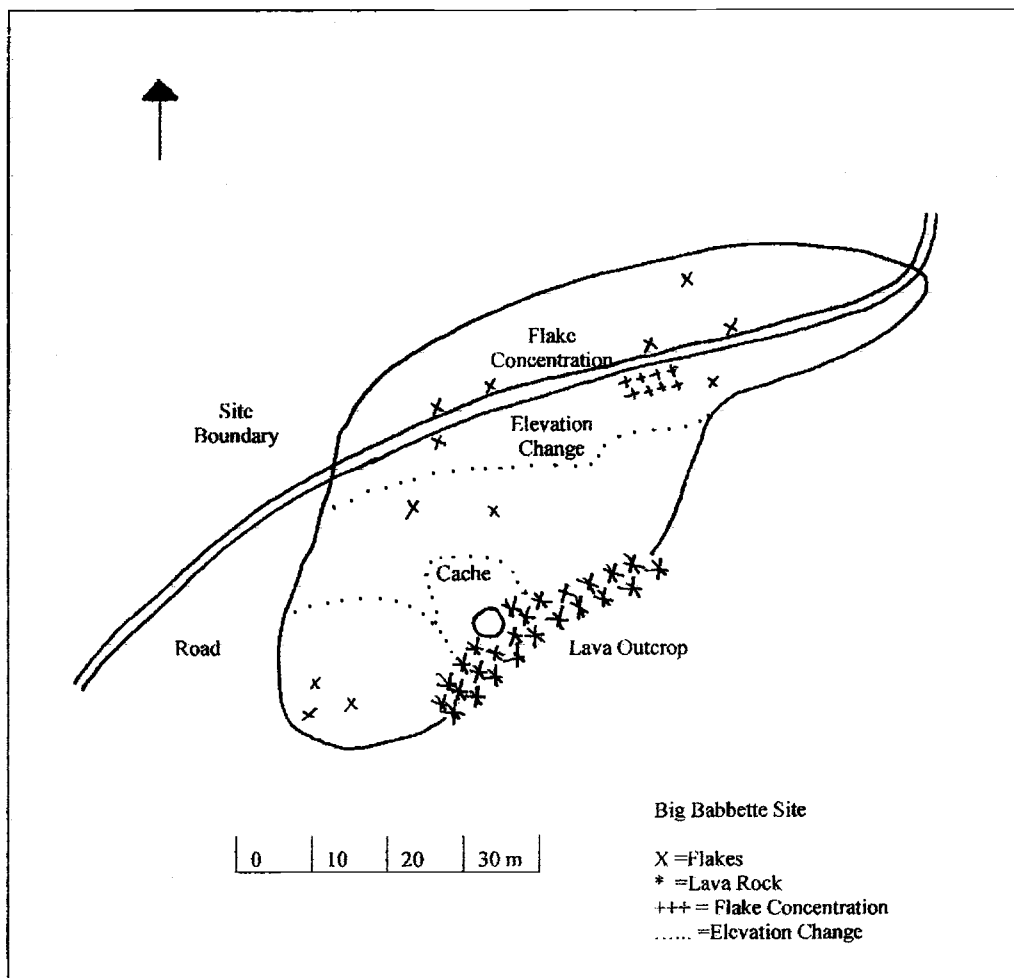 Flake
Concentration
Site
Boundary
Elevation
Change
Cache
Road
Lava Outcrop
0 10 20 30 m
Big Babbette Site
X =Flakes
* =Lava Rock
+++ = Flake Concentration
...... =Elevation Change